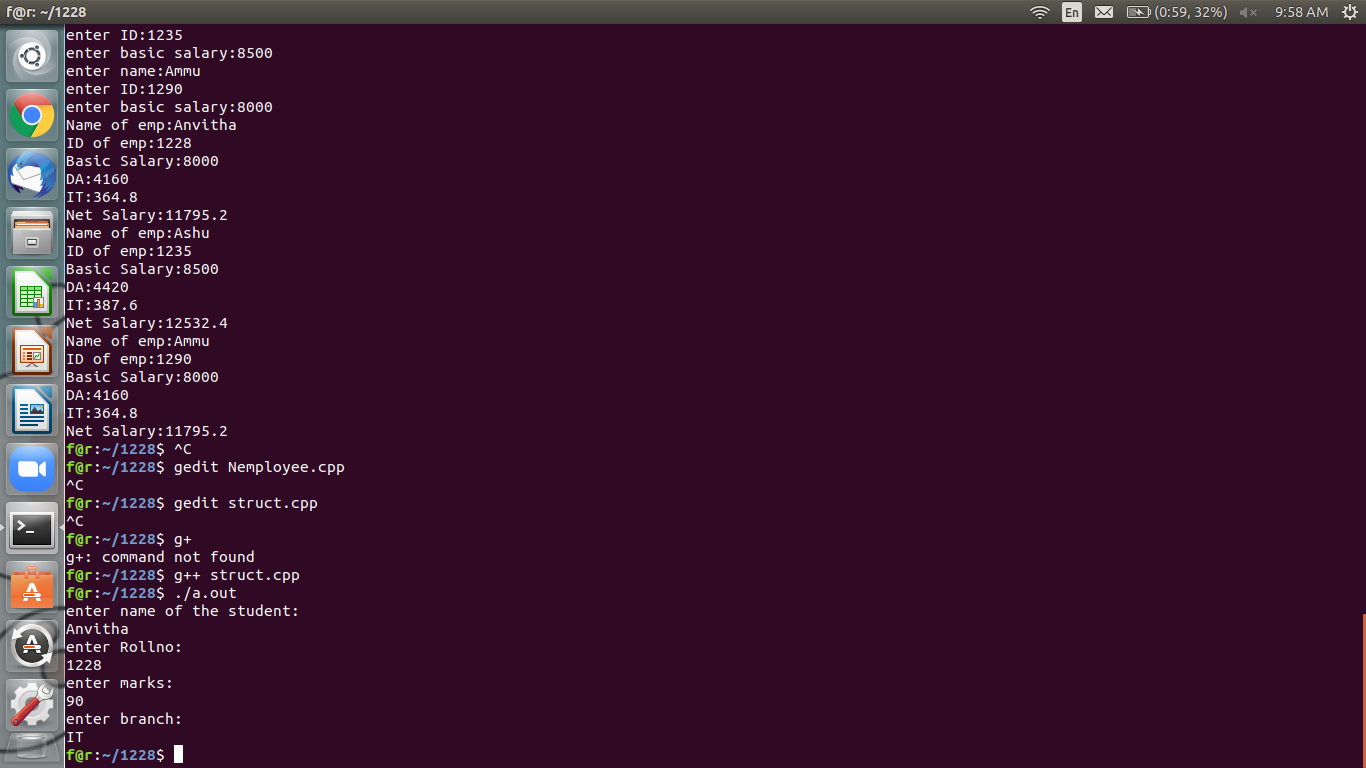 f@r: ~/1228
En
(0:59, 32%)
9:58 AM
enter ID:1235
enter basic salary:8500
enter name:Ammu
enter ID:1290
enter basic salary:8000
Name of emp:Anvitha
ID of emp:1228
Basic Salary:8000
DA:4160
IT:364.8
Net Salary:11795.2
Name of emp:Ashu
ID of emp:1235
Basic Salary:8500
DA:4420
IT:387.6
Net Salary:12532.4
Name of emp:Ammu
ID of emp:1290
Basic Salary:8000
DA:4160
IT:364.8
Net Salary:11795.2
f@r:~/1228$ ^C
f@r:~/1228$ gedit Nemployee.cpp
^C
f@r:~/1228$ gedit struct.cpp
^C
f@r:~/1228$ g+
g+: command not found
f@r:~/1228$ g++ struct.cpp
f@r:~/1228$ ./a.out
enter name of the student:
Anvitha
enter Rollno:
1228
enter marks:
90
enter branch:
IT
f@r:~/1228$